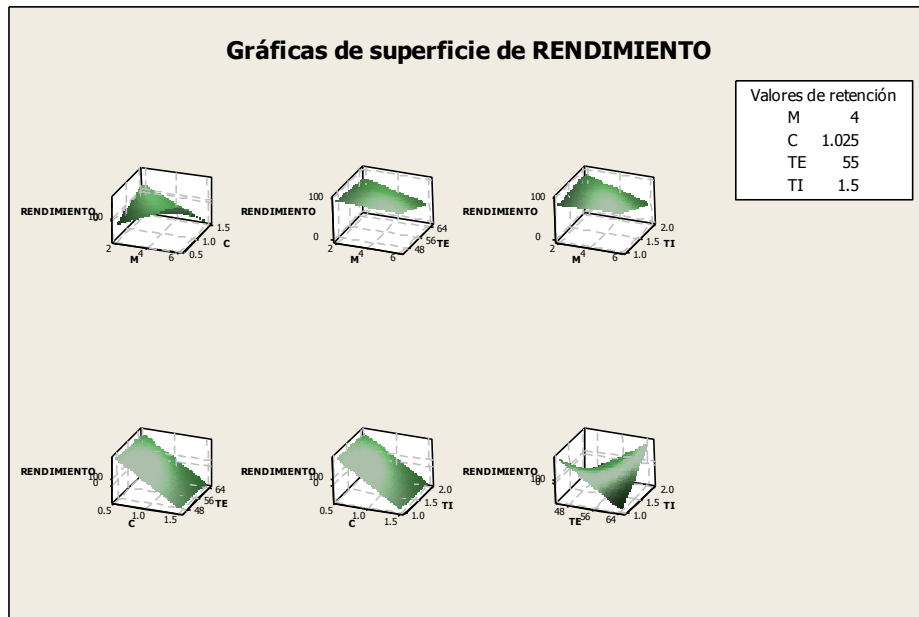 Gráficas de superficie de RENDIMIENTO
Valores de retención
M 4
C 1.025
TE 55
TI 1.5
RENDIMIENTO
100
2
4
6
M
0.5
1.0
1.5
C
RENDIMIENTO
100
0
2
4
6
M
48
56
64
TE
RENDIMIENTO
100
0
2
4
6
M
1.0
1.5
2.0
TI
RENDIMIENTO
100
0
0.5
1.0
1.5
C
48
56
64
TE
RENDIMIENTO
100
0
0.5
1.0
1.5
C
1.0
1.5
2.0
TI
RENDIMIENTO
100
0
48
56
64
TE
1.0
1.5
2.0
TI